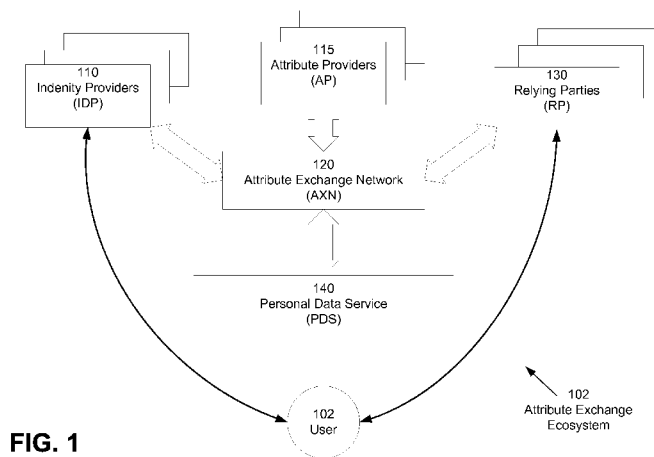 110
Indenity Providers
(IDP)
115
Attribute Providers
(AP)
130
Relying Parties
(RP)
120
Attribute Exchange Network
(AXN)
140
Personal Data Service
(PDS)
102
User
102
Attribute Exchange
Ecosystem
FIG. 1